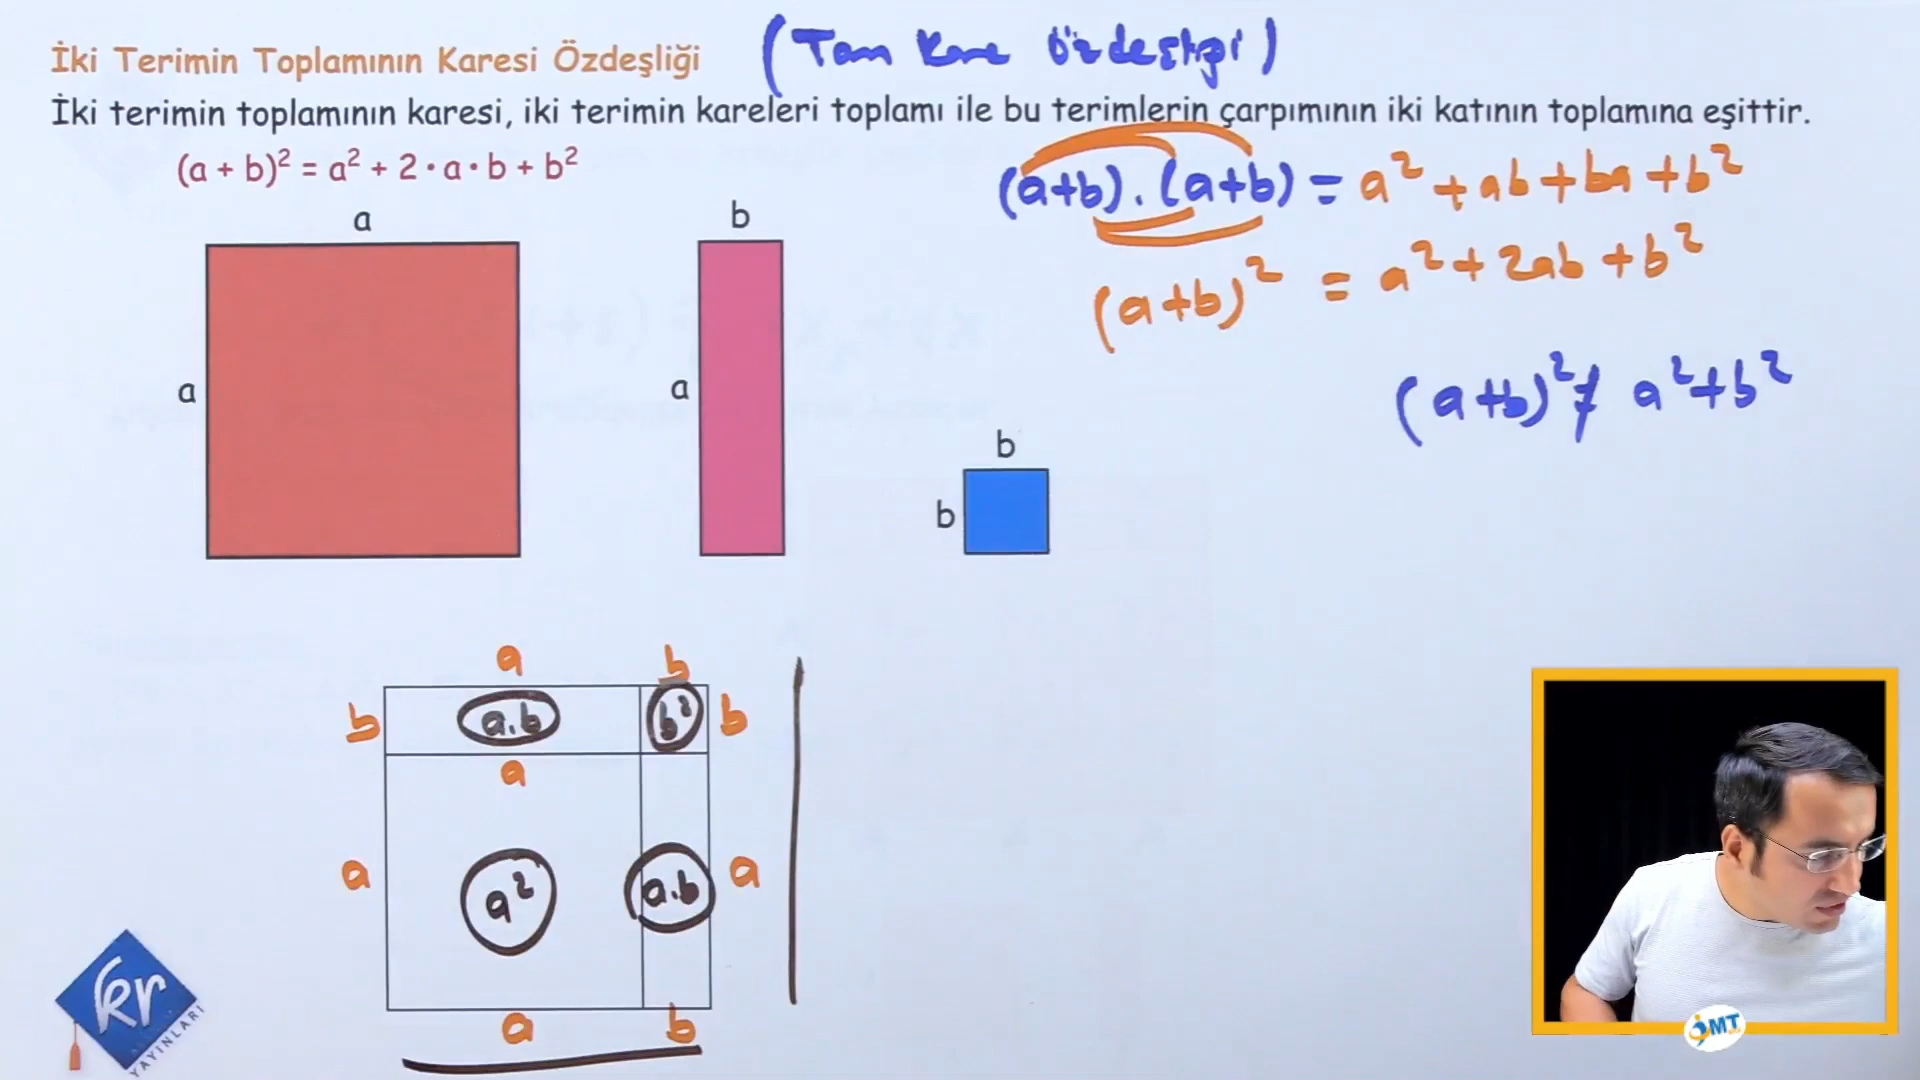 İki Terimin Toplamının Karesi Özdeşliği (Tam Kare Özdeşliği)
İki terimin toplamının karesi, iki terimin kareleri toplamı ile bu terimlerin çarpımının iki katının toplamına eşittir.
(a + b)² = a² + 2 · a · b + b²
(a+b).(a+b) = a² + ab + ba + b²
(a+b)² = a² + 2ab + b²
(a+b)² ≠ a² + b²
a
a
b
a
b
b
a b
b a.b b² b
a
a a² a.b a
a b
kr
YAYINLARI
MT